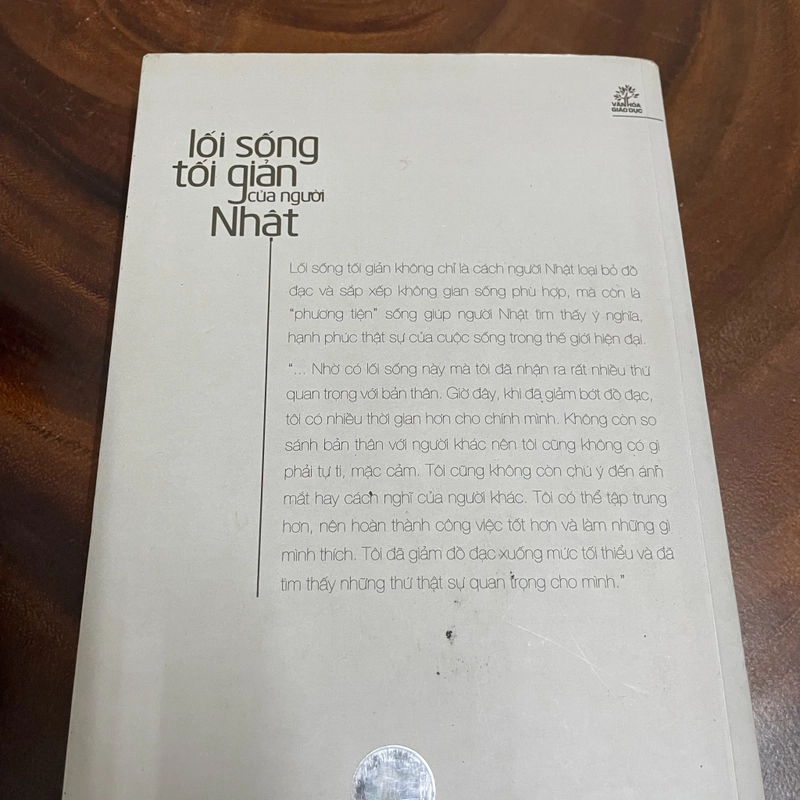 VĂN HÓA
GIÁO DỤC
lối sống
tối giản
của người
Nhật
Lối sống tối giản không chỉ là cách người Nhật loại bỏ đồ
đạc và sắp xếp không gian sống phù hợp, mà còn là
“phương tiện” sống giúp người Nhật tìm thấy ý nghĩa,
hạnh phúc thật sự của cuộc sống trong thế giới hiện đại.
“... Nhờ có lối sống này mà tôi đã nhận ra rất nhiều thứ
quan trọng với bản thân. Giờ đây, khi đã giảm bớt đồ đạc,
tôi có nhiều thời gian hơn cho chính mình. Không còn so
sánh bản thân với người khác nên tôi cũng không có gì
phải tự ti, mặc cảm. Tôi cũng không còn chú ý đến ánh
mắt hay cách nghĩ của người khác. Tôi có thể tập trung
hơn, nên hoàn thành công việc tốt hơn và làm những gì
mình thích. Tôi đã giảm đồ đạc xuống mức tối thiểu và đã
tìm thấy những thứ thật sự quan trọng cho mình.”